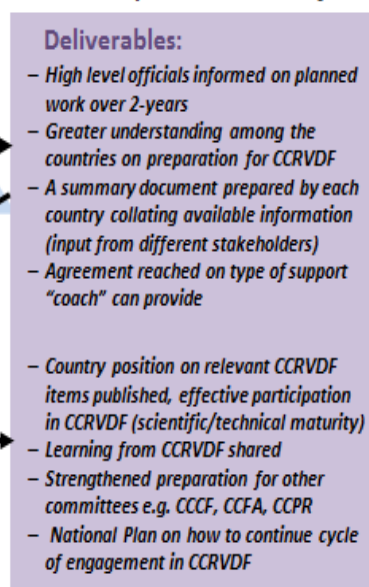 Deliverables:
– High level officials informed on planned
work over 2-years
– Greater understanding among the
countries on preparation for CCRVDF
– A summary document prepared by each
country collating available information
(input from different stakeholders)
– Agreement reached on type of support
“coach” can provide
– Country position on relevant CCRVDF
items published, effective participation
in CCRVDF (scientific/technical maturity)
– Learning from CCRVDF shared
– Strengthened preparation for other
committees e.g. CCCF, CCFA, CCPR
– National Plan on how to continue cycle
of engagement in CCRVDF